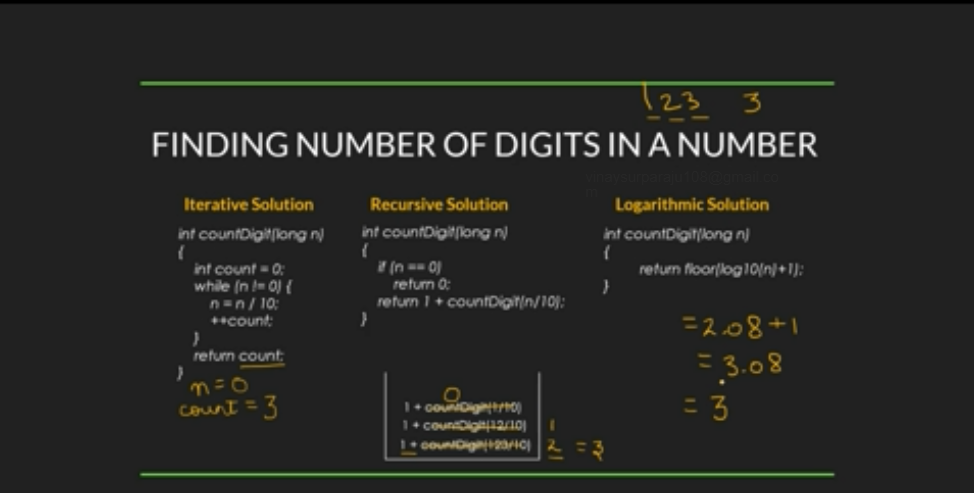 123 3
FINDING NUMBER OF DIGITS IN A NUMBER
Iterative Solution
int countDigit(long n)
{
int count = 0;
while (n != 0) {
n = n / 10;
++count;
}
return count;
}
n = 0
count = 3
Recursive Solution
int countDigit(long n)
{
if (n == 0)
return 0;
return 1 + countDigit(n/10);
}
0
1 + countDigit(1/10)
1 + countDigit(12/10) 1
1 + countDigit(123/10) 2 = 3
Logarithmic Solution
int countDigit(long n)
{
return floor(log10(n)+1);
}
= 2.08 + 1
= 3.08
= 3